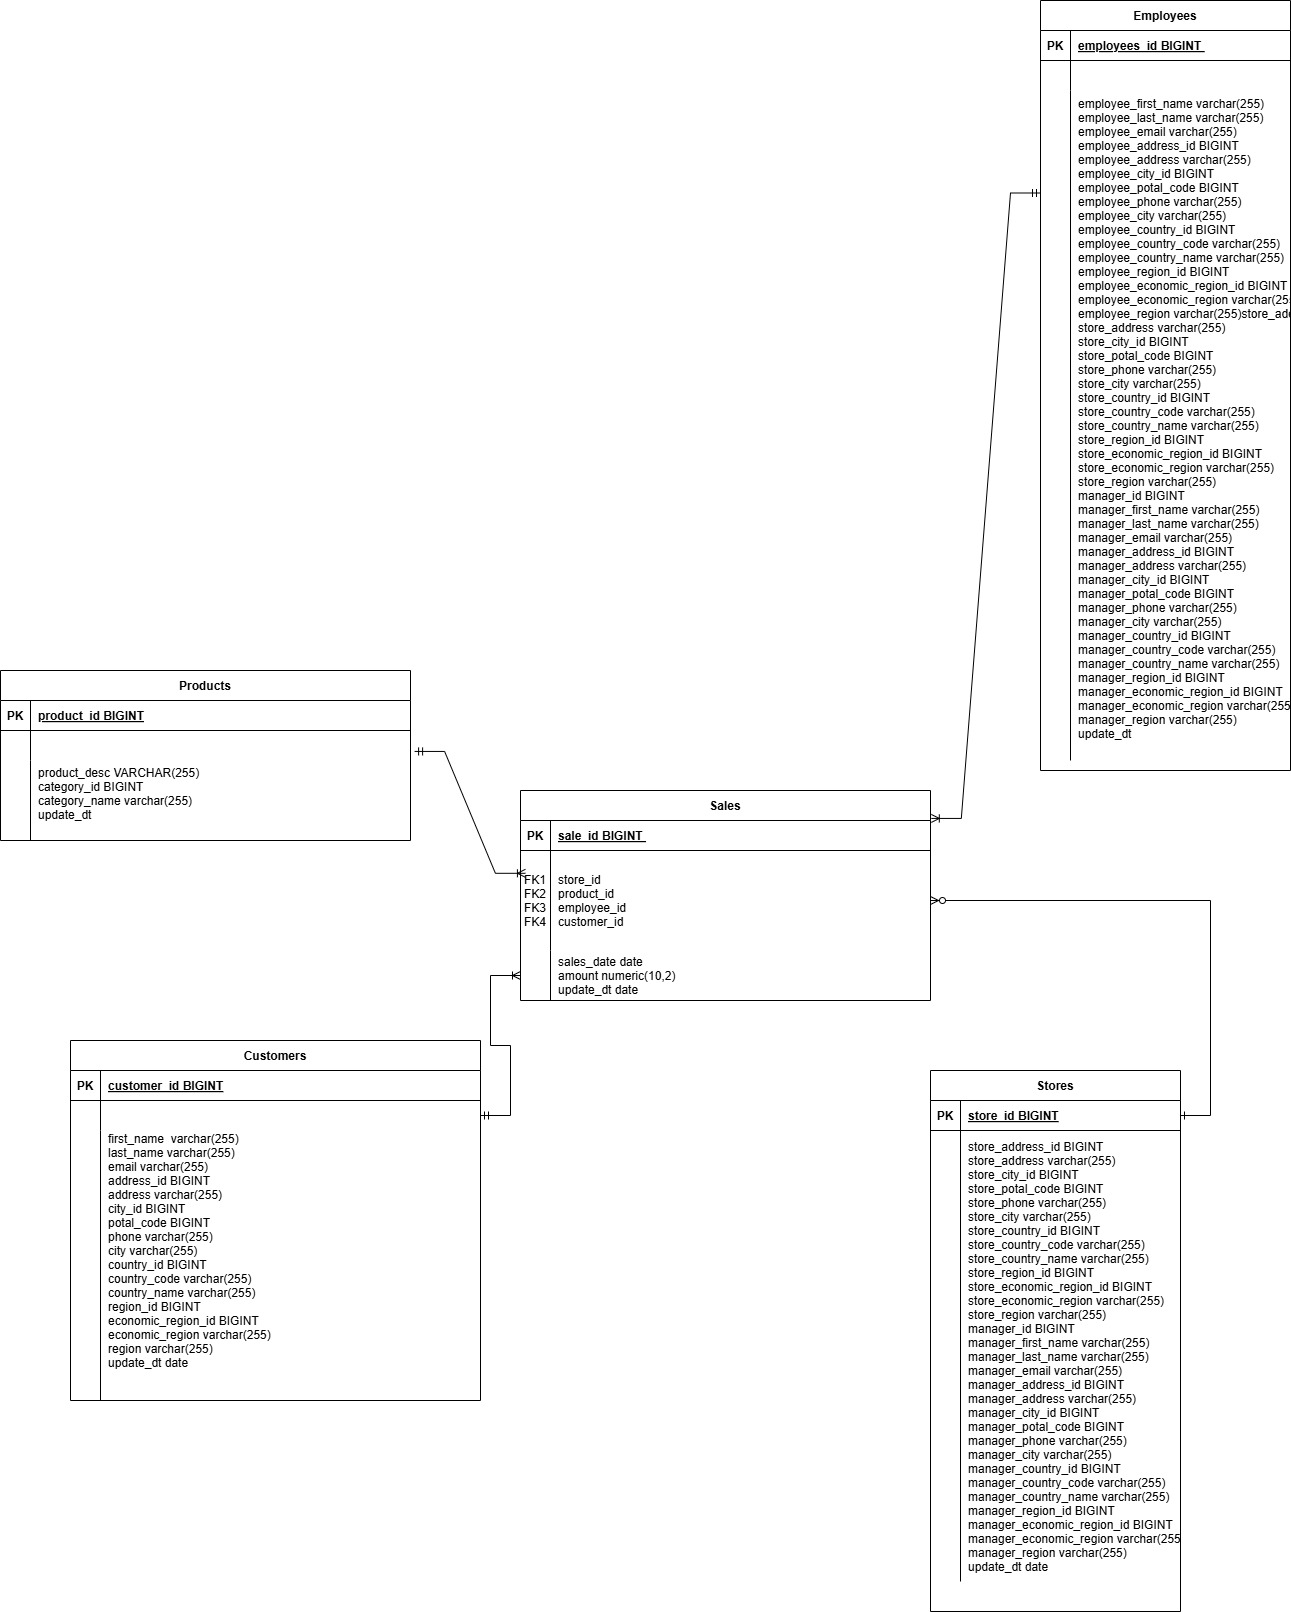 Employees
PK employees_id BIGINT
employee_first_name varchar(255)
employee_last_name varchar(255)
employee_email varchar(255)
employee_address_id BIGINT
employee_address varchar(255)
employee_city_id BIGINT
employee_potal_code BIGINT
employee_phone varchar(255)
employee_city varchar(255)
employee_country_id BIGINT
employee_country_code varchar(255)
employee_country_name varchar(255)
employee_region_id BIGINT
employee_economic_region_id BIGINT
employee_economic_region varchar(25
employee_region varchar(255)store_add
store_address varchar(255)
store_city_id BIGINT
store_potal_code BIGINT
store_phone varchar(255)
store_city varchar(255)
store_country_id BIGINT
store_country_code varchar(255)
store_country_name varchar(255)
store_region_id BIGINT
store_economic_region_id BIGINT
store_economic_region varchar(255)
store_region varchar(255)
manager_id BIGINT
manager_first_name varchar(255)
manager_last_name varchar(255)
manager_email varchar(255)
manager_address_id BIGINT
manager_address varchar(255)
manager_city_id BIGINT
manager_potal_code BIGINT
manager_phone varchar(255)
manager_city varchar(255)
manager_country_id BIGINT
manager_country_code varchar(255)
manager_country_name varchar(255)
manager_region_id BIGINT
manager_economic_region_id BIGINT
manager_economic_region varchar(255
manager_region varchar(255)
update_dt
Products
PK product_id BIGINT
product_desc VARCHAR(255)
category_id BIGINT
category_name varchar(255)
update_dt
Sales
PK sale_id BIGINT
FK1 store_id
FK2 product_id
FK3 employee_id
FK4 customer_id
sales_date date
amount numeric(10,2)
update_dt date
Customers
PK customer_id BIGINT
first_name varchar(255)
last_name varchar(255)
email varchar(255)
address_id BIGINT
address varchar(255)
city_id BIGINT
potal_code BIGINT
phone varchar(255)
city varchar(255)
country_id BIGINT
country_code varchar(255)
country_name varchar(255)
region_id BIGINT
economic_region_id BIGINT
economic_region varchar(255)
region varchar(255)
update_dt date
Stores
PK store_id BIGINT
store_address_id BIGINT
store_address varchar(255)
store_city_id BIGINT
store_potal_code BIGINT
store_phone varchar(255)
store_city varchar(255)
store_country_id BIGINT
store_country_code varchar(255)
store_country_name varchar(255)
store_region_id BIGINT
store_economic_region_id BIGINT
store_economic_region varchar(255)
store_region varchar(255)
manager_id BIGINT
manager_first_name varchar(255)
manager_last_name varchar(255)
manager_email varchar(255)
manager_address_id BIGINT
manager_address varchar(255)
manager_city_id BIGINT
manager_potal_code BIGINT
manager_phone varchar(255)
manager_city varchar(255)
manager_country_id BIGINT
manager_country_code varchar(255)
manager_country_name varchar(255)
manager_region_id BIGINT
manager_economic_region_id BIGINT
manager_economic_region varchar(255
manager_region varchar(255)
update_dt date